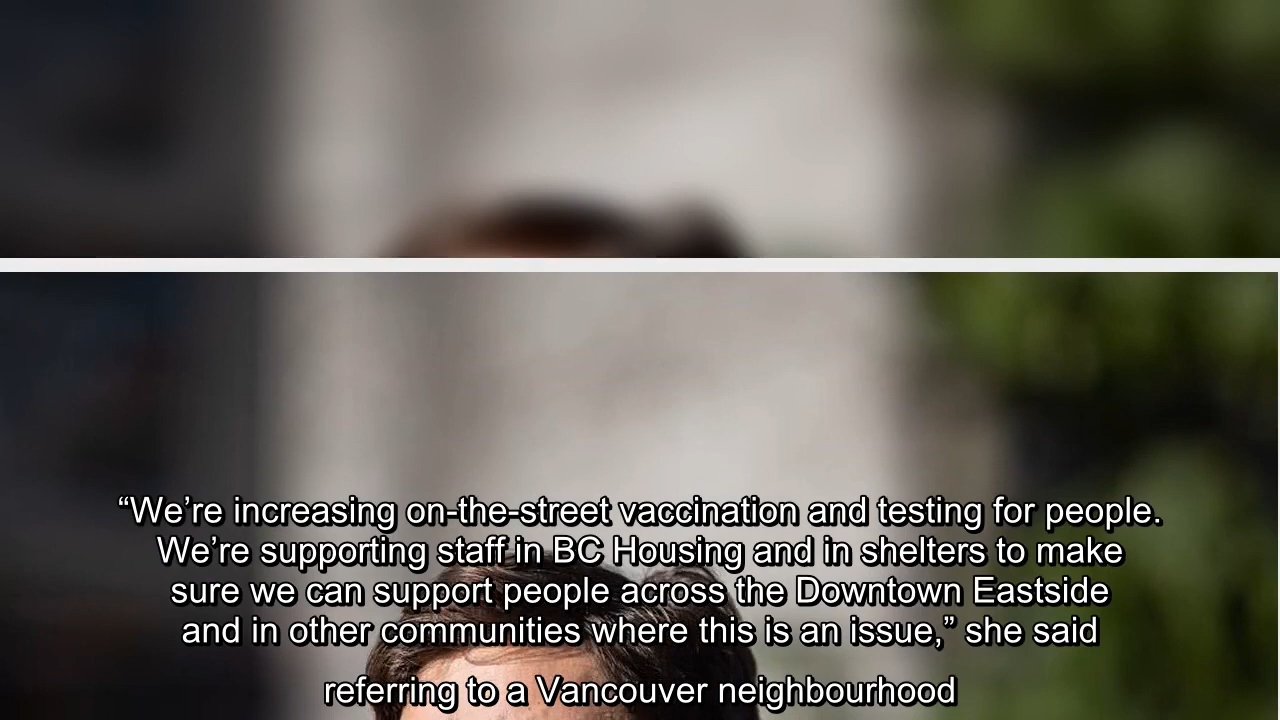 “We’re increasing on-the-street vaccination and testing for people.
We’re supporting staff in BC Housing and in shelters to make
sure we can support people across the Downtown Eastside
and in other communities where this is an issue,” she said
referring to a Vancouver neighbourhood